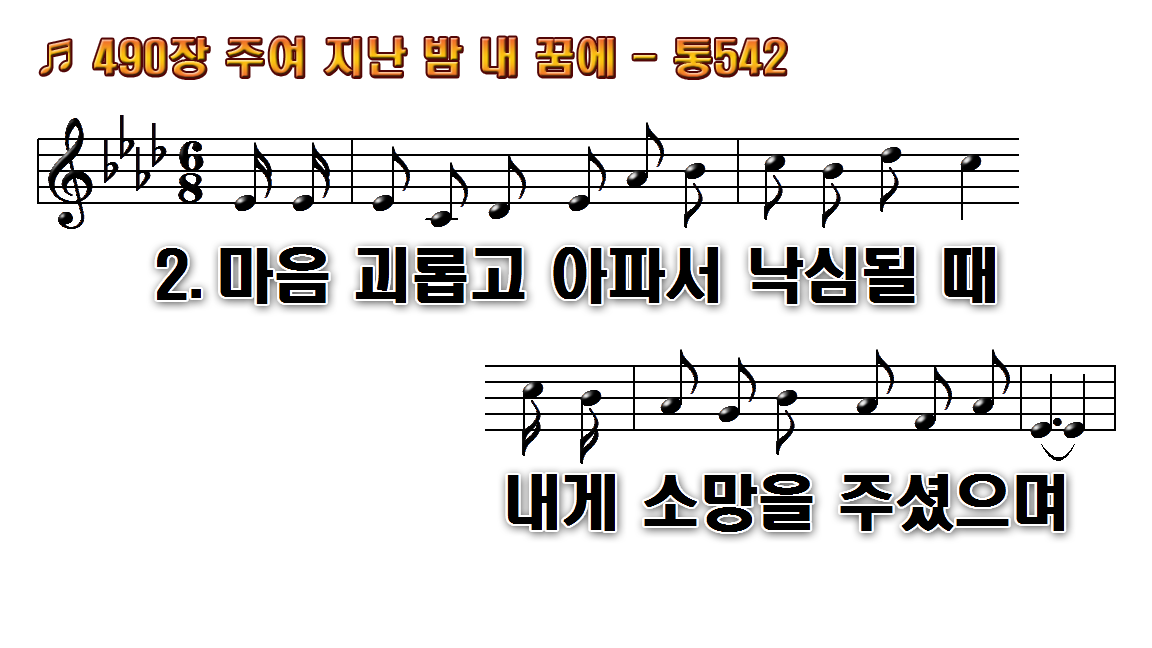 ♬ 490장 주여 지난 밤 내 꿈에 - 통542
6
8
2. 마음 괴롭고 아파서 낙심될 때
내게 소망을 주셨으며